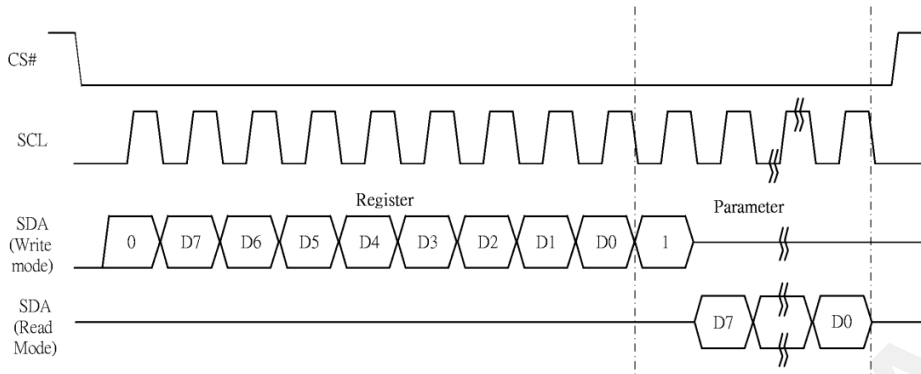 CS#
SCL
Register
Parameter
SDA
(Write
mode)
0 D7 D6 D5 D4 D3 D2 D1 D0 1
SDA
(Read
Mode)
D7 D0